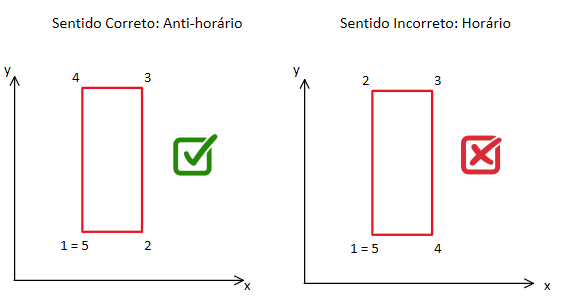 Sentido Correto: Anti-horário
y
4
3
1 = 5
2
x
Sentido Incorreto: Horário
y
2
3
1 = 5
4
x